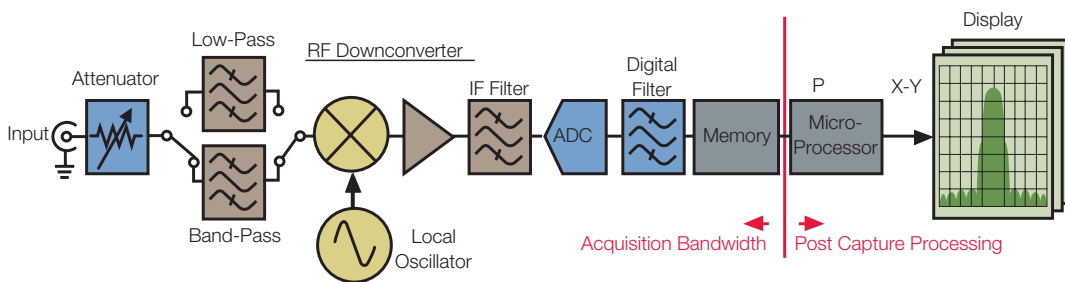 Display
Low-Pass
RF Downconverter
Attenuator
Digital
Filter
IF Filter
P
X-Y
Input
ADC
Memory
Micro-
Processor
Band-Pass
Local
Oscillator
Acquisition Bandwidth
Post Capture Processing